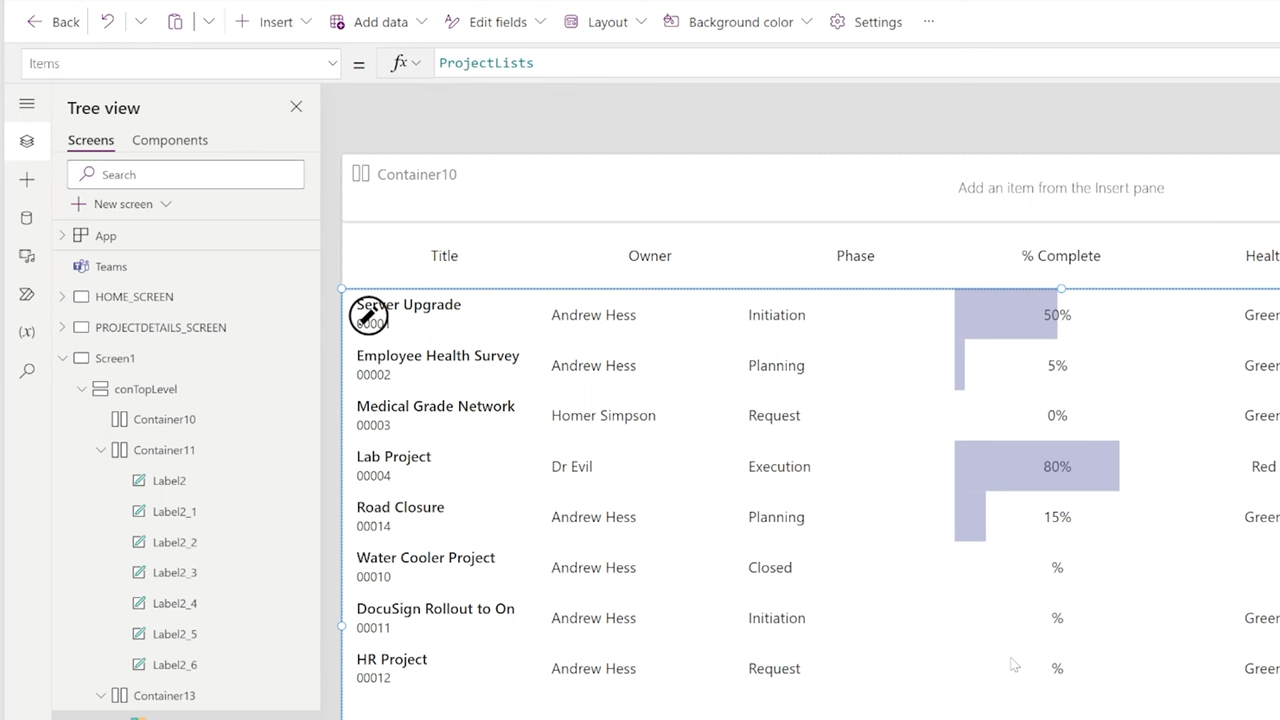 Back Insert Add data Edit fields Layout Background color Settings ...
Items = fx ProjectLists
Tree view
Screens Components
Search
New screen
App
Teams
HOME_SCREEN
PROJECTDETAILS_SCREEN
Screen1
conTopLevel
Container10
Container11
Label2
Label2_1
Label2_2
Label2_3
Label2_4
Label2_5
Label2_6
Container13
Container10
Add an item from the Insert pane
Title Owner Phase % Complete Healt
Server Upgrade Andrew Hess Initiation 50% Green
00001
Employee Health Survey Andrew Hess Planning 5% Green
00002
Medical Grade Network Homer Simpson Request 0% Green
00003
Lab Project Dr Evil Execution 80% Red
00004
Road Closure Andrew Hess Planning 15% Green
00014
Water Cooler Project Andrew Hess Closed %
00010
DocuSign Rollout to On Andrew Hess Initiation % Green
00011
HR Project Andrew Hess Request % Green
00012